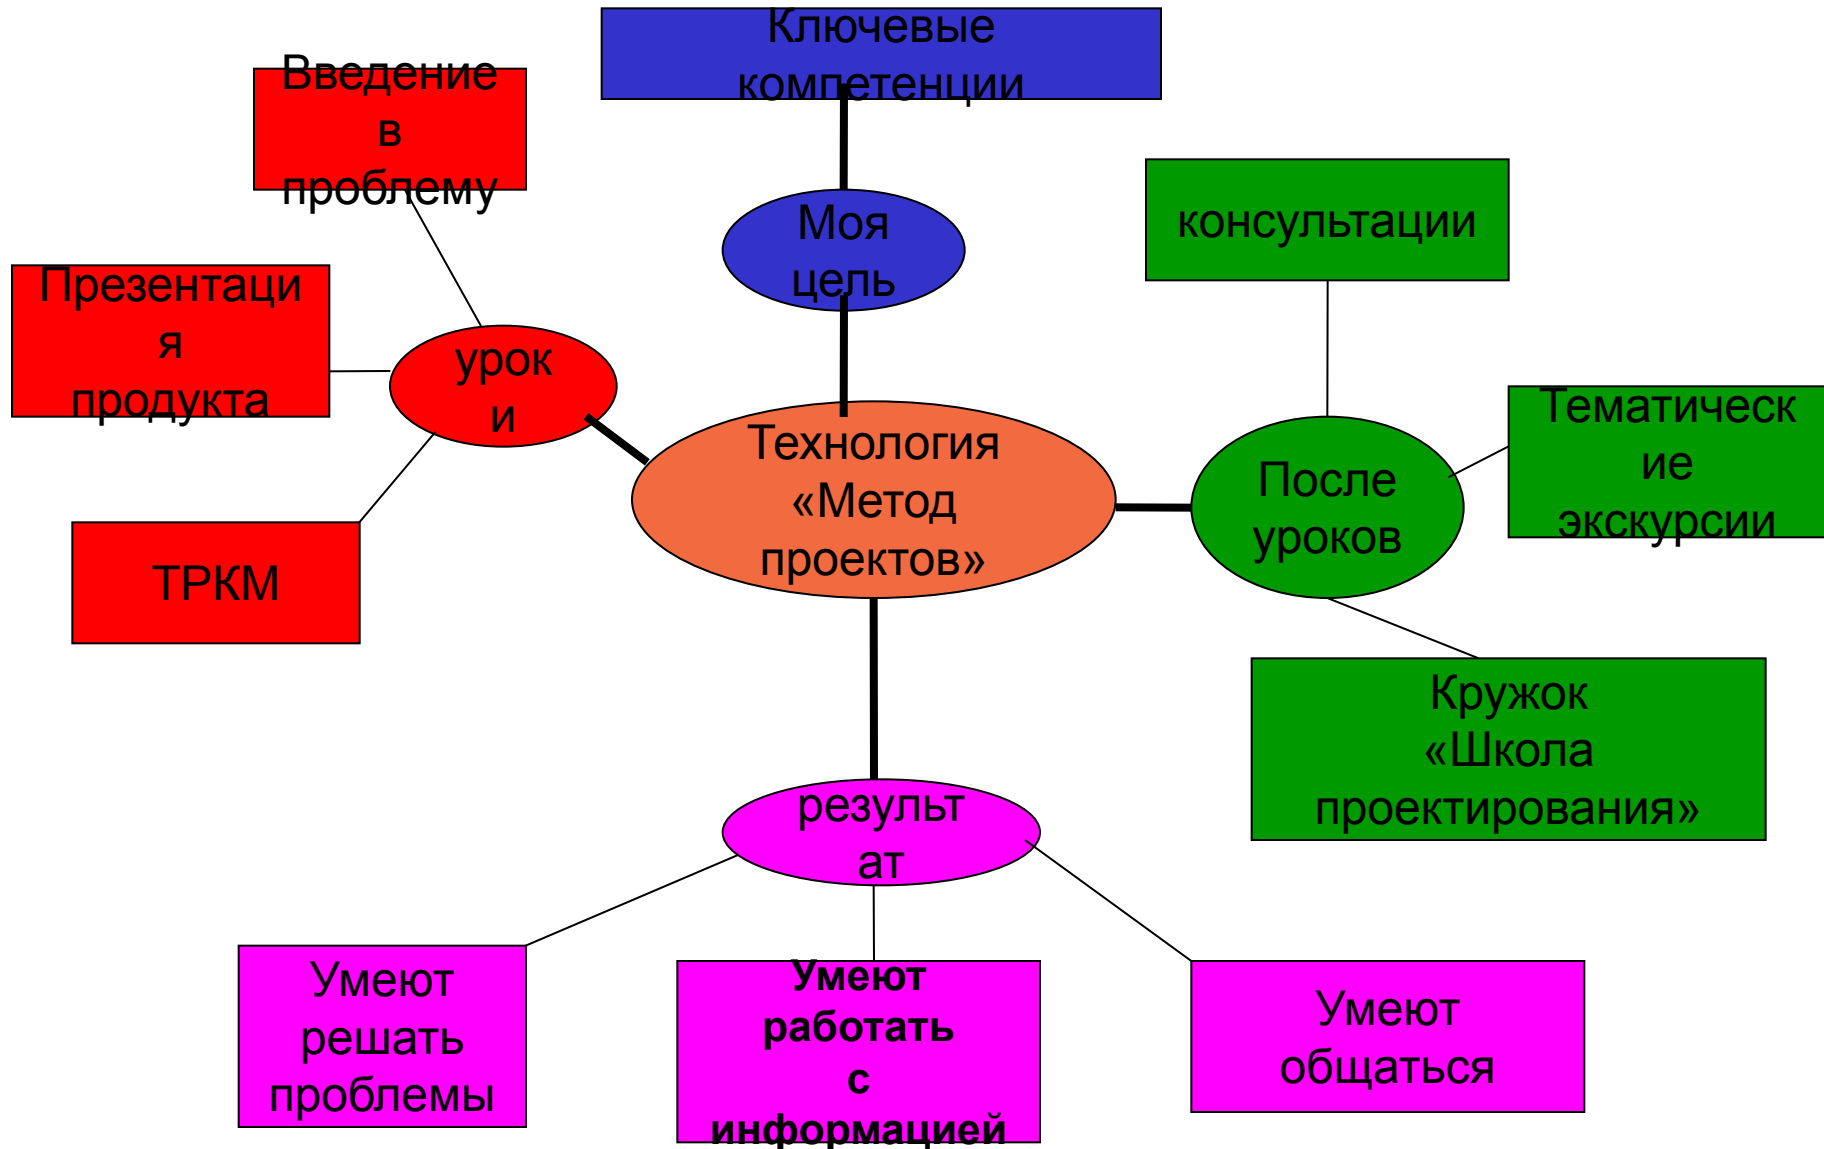 Ключевые
компетенции
Введение
в
проблему
Моя
цель
консультации
Презентаци
я
продукта
урок
и
Технология
«Метод
проектов»
После
уроков
Тематическ
ие
экскурсии
ТРКМ
Кружок
«Школа
проектирования»
результ
ат
Умеют
решать
проблемы
Умеют
работать
с
информацией
Умеют
общаться